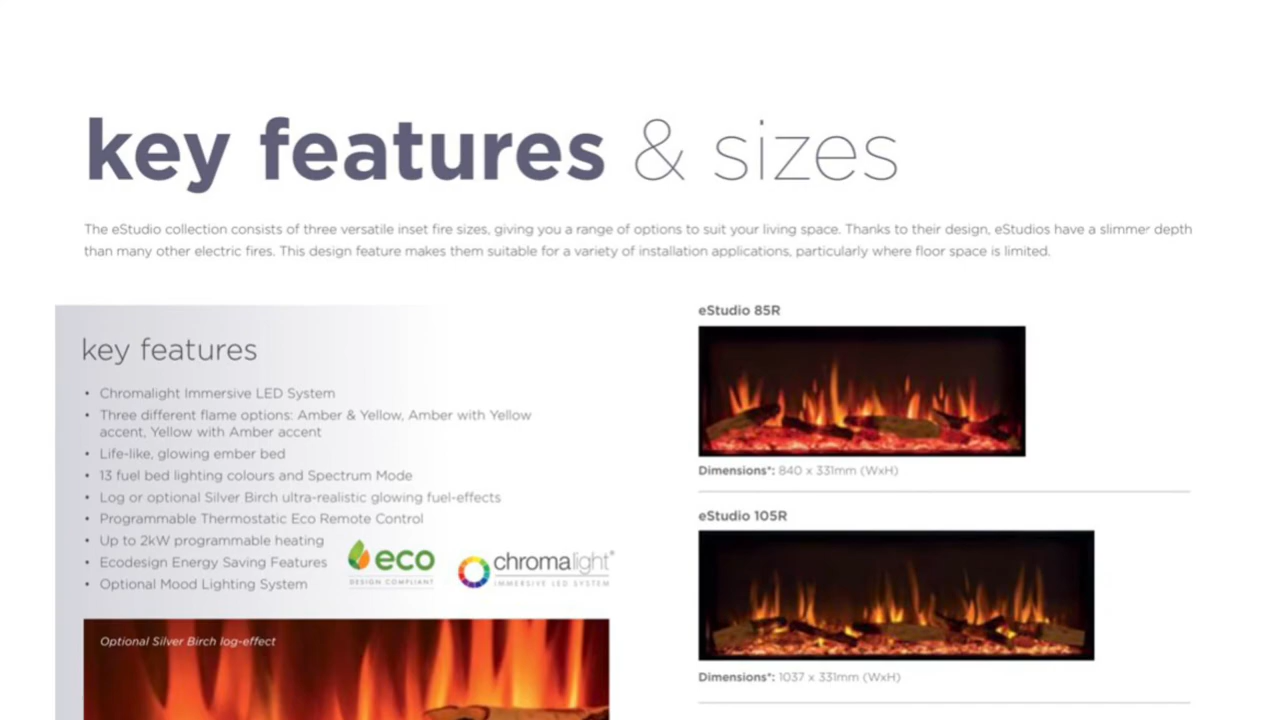 key features & sizes
The eStudio collection consists of three versatile inset fire sizes, giving you a range of options to suit your living space. Thanks to their design, eStudios have a slimmer depth
than many other electric fires. This design feature makes them suitable for a variety of installation applications, particularly where floor space is limited.
key features
• Chromalight Immersive LED System
• Three different flame options: Amber & Yellow, Amber with Yellow
accent, Yellow with Amber accent
• Life-like, glowing ember bed
• 13 fuel bed lighting colours and Spectrum Mode
• Log or optional Silver Birch ultra-realistic glowing fuel-effects
• Programmable Thermostatic Eco Remote Control
• Up to 2kW programmable heating
• Ecodesign Energy Saving Features
• Optional Mood Lighting System
eco
DESIGN COMPLIANT
chromalight®
IMMERSIVE LED SYSTEM
Optional Silver Birch log-effect
eStudio 85R
Dimensions*: 840 x 331mm (WxH)
eStudio 105R
Dimensions*: 1037 x 331mm (WxH)